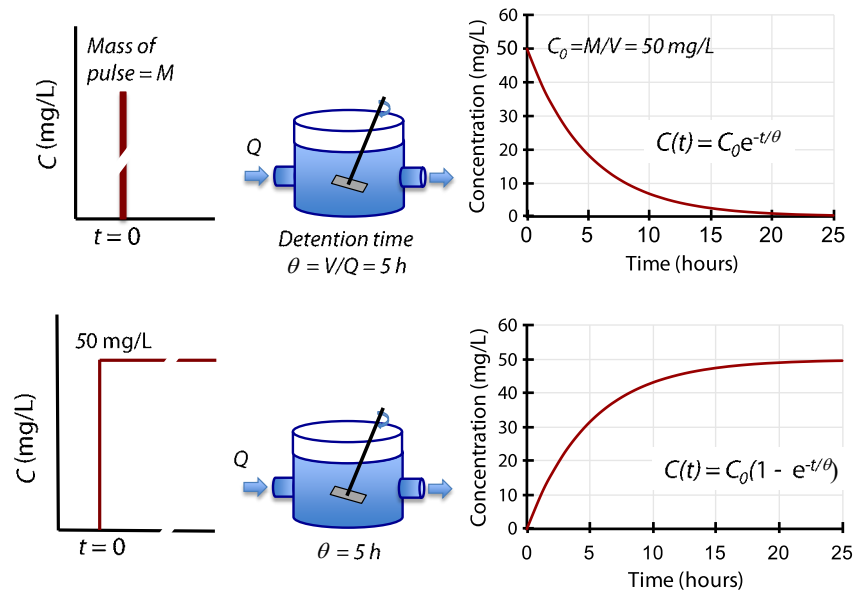 C (mg/L)
Mass of
pulse = M
t = 0
Q
Detention time
θ = V/Q = 5 h
Concentration (mg/L)
60
50
40
30
20
10
0
C₀ =M/V = 50 mg/L
C(t) = C₀e⁻ᵗ/θ
0 5 10 15 20 25
Time (hours)
C (mg/L)
50 mg/L
t = 0
Q
θ = 5 h
Concentration (mg/L)
60
50
40
30
20
10
0
C(t) = C₀(1 - e⁻ᵗ/θ)
0 5 10 15 20 25
Time (hours)